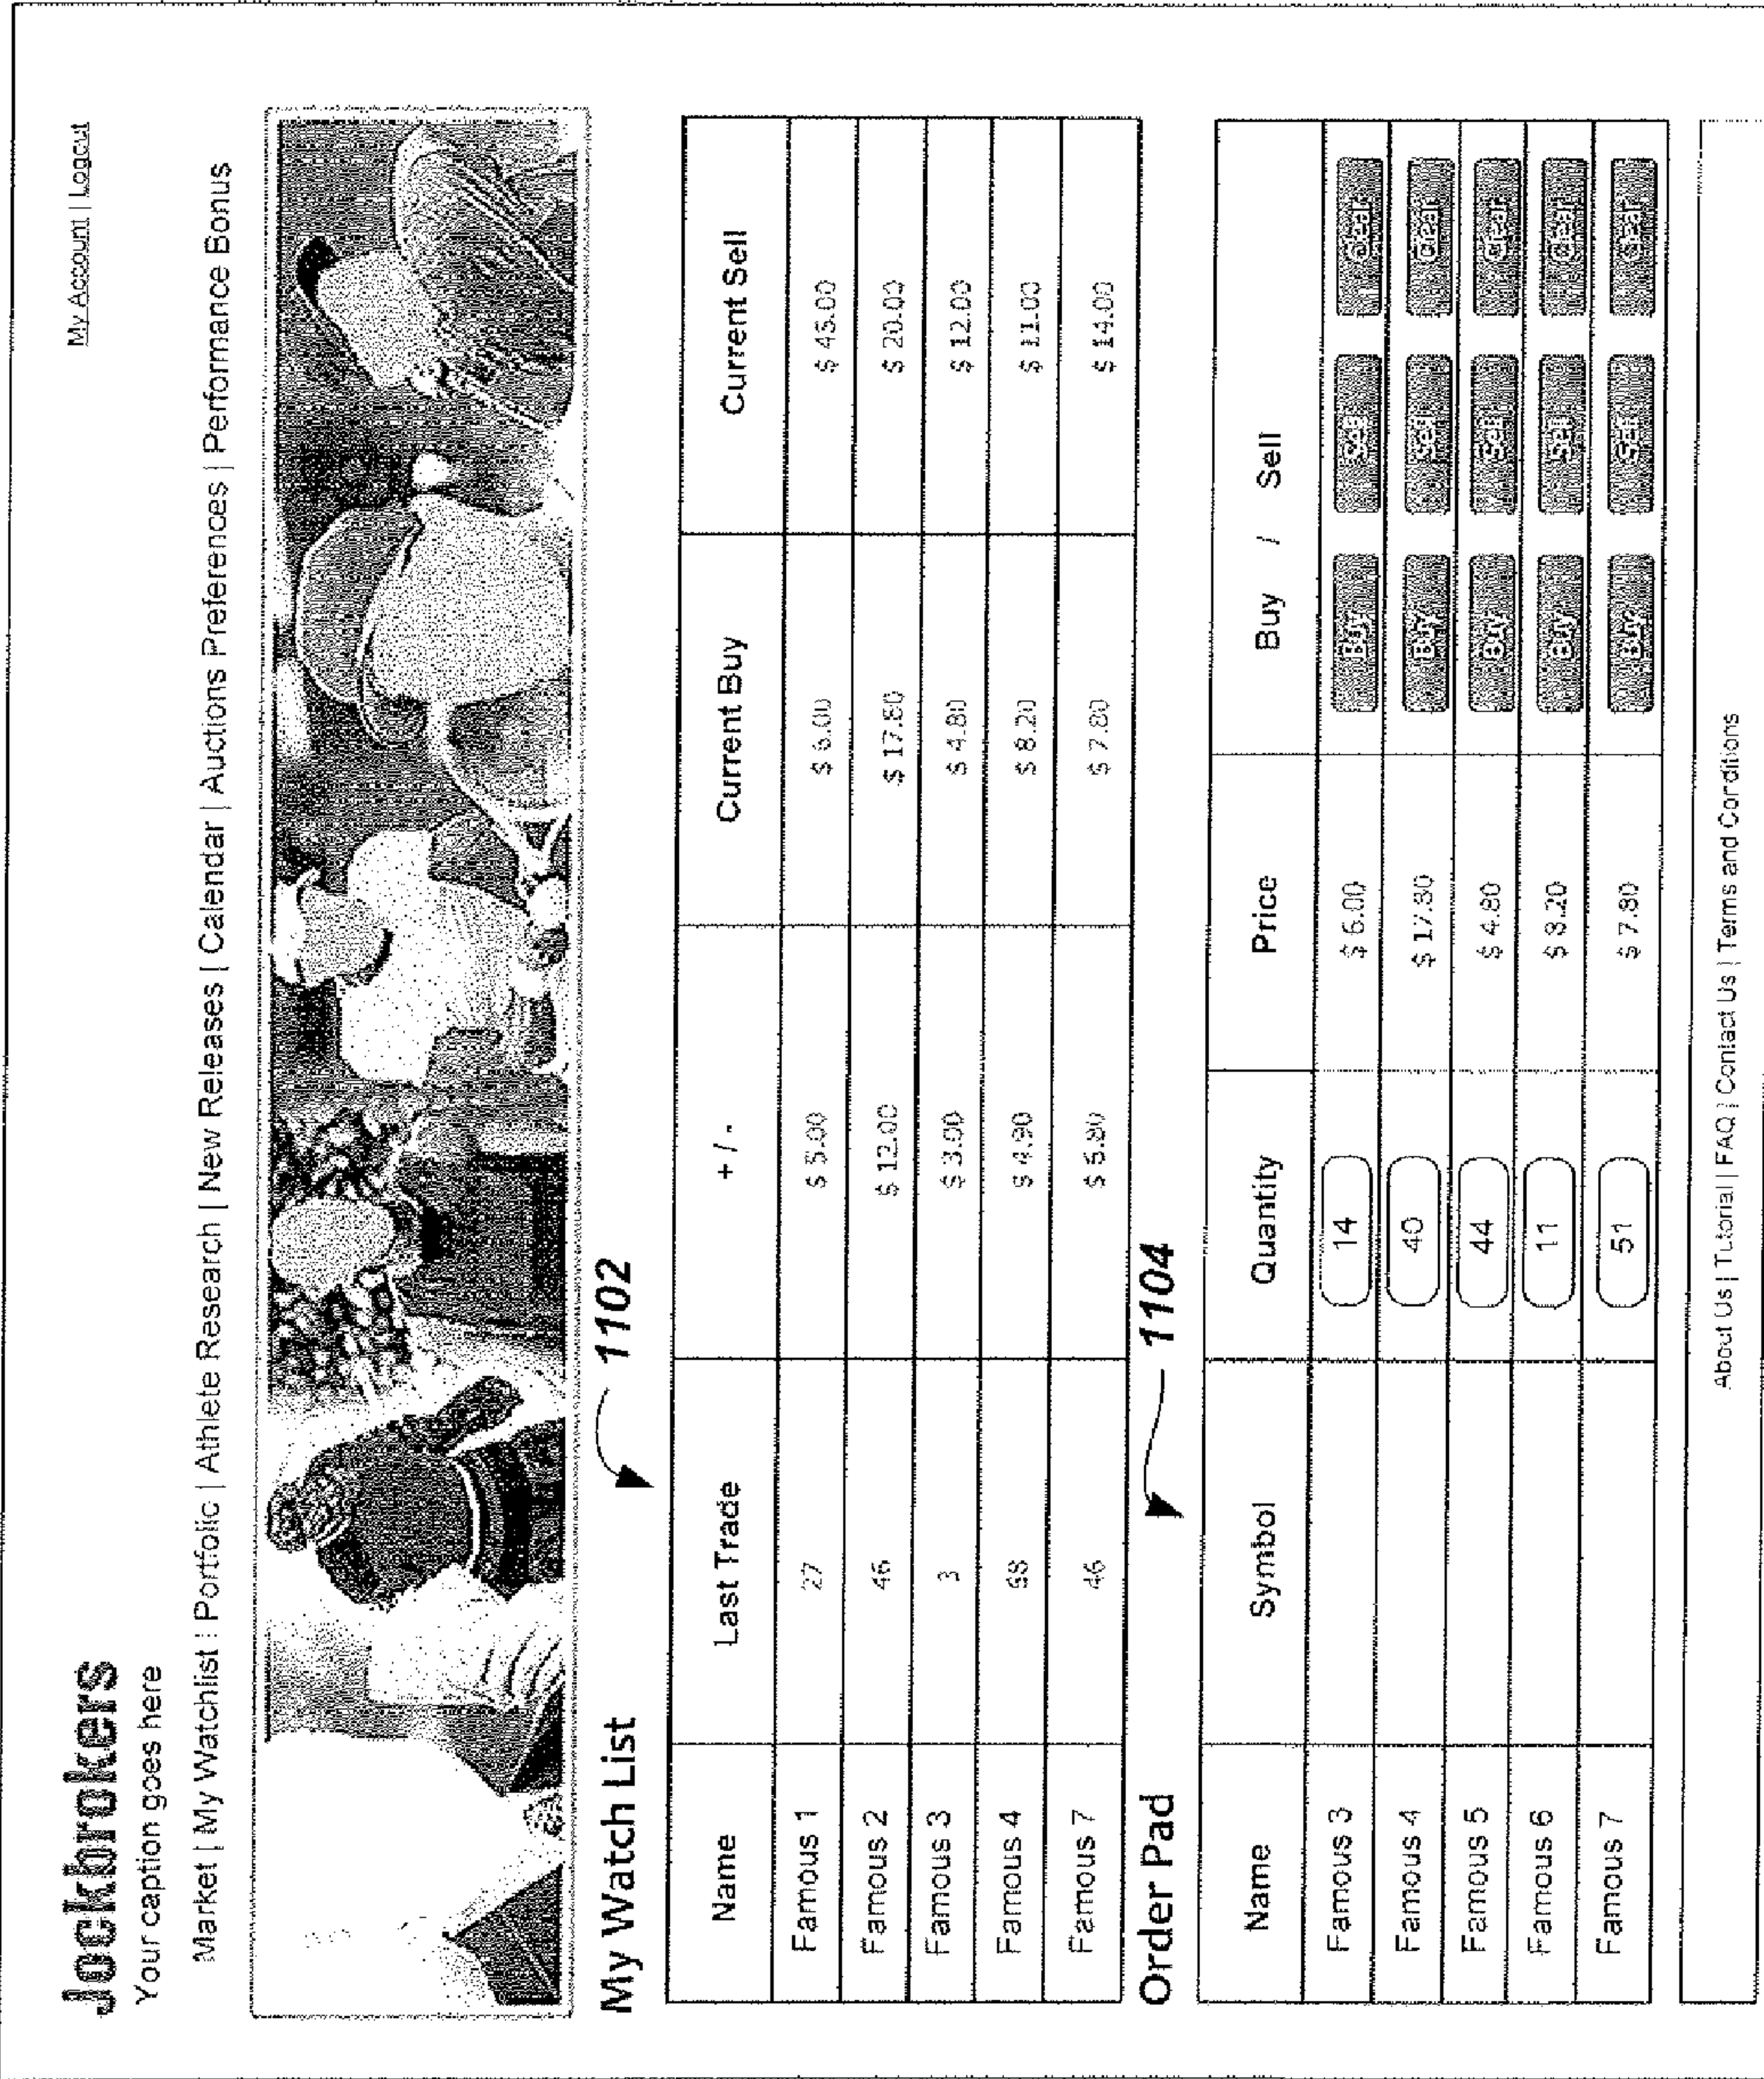 My Account | Logout
Jockbrokers
Your caption goes here
Market | My Watchlist | Portfolio | Athlete Research | New Releases | Calendar | Auctions Preferences | Performance Bonus
My Watch List
1102
Name Last Trade + / - Current Buy Current Sell
Famous 1 27 $ 5.00 $ 6.00 $ 45.00
Famous 2 46 $ 12.00 $ 17.80 $ 20.00
Famous 3 3 $ 3.90 $ 4.80 $ 12.00
Famous 4 $ 4.90 $ 8.20 $ 11.00
Famous 7 46 $ 5.80 $ 7.80 $ 14.00
Order Pad
1104
Name Symbol Quantity Price Buy / Sell
Famous 3 14 $ 6.00 Buy Sell Clear
Famous 4 40 $ 17.80 Buy Sell Clear
Famous 5 44 $ 4.80 Buy Sell Clear
Famous 6 11 $ 8.20 Buy Sell Clear
Famous 7 51 $ 7.80 Buy Sell Clear
About Us | Tutorial | FAQ | Contact Us | Terms and Conditions